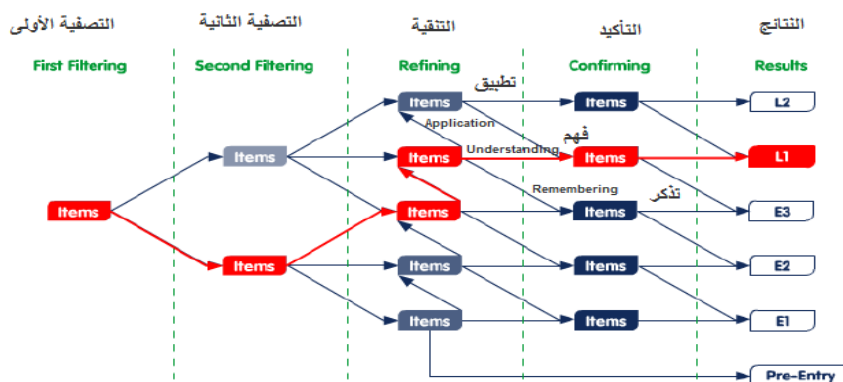 التصفية الأولى
التصفية الثانية
التنقية
التأكيد
النتائج
First Filtering
Second Filtering
Refining
Confirming
Results
Items
تطبيق
Items
L2
Application
فهم
Items
Items
Understanding
Items
L1
Remembering
تذكر
Items
Items
Items
E3
Items
Items
Items
E2
Items
Items
E1
Pre-Entry